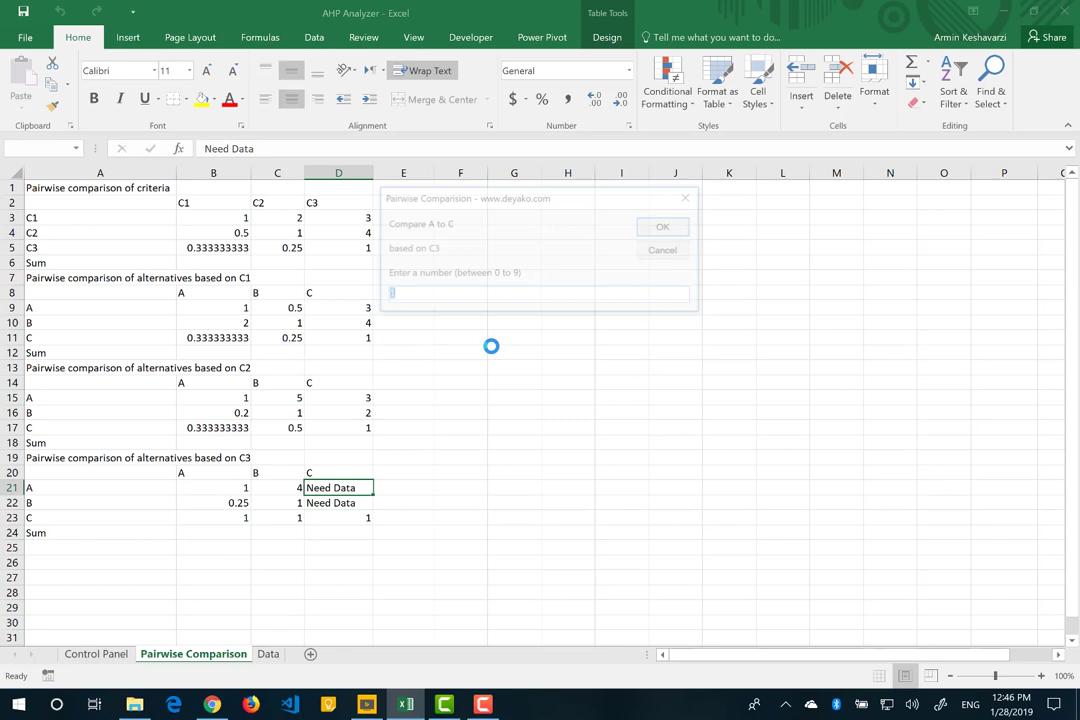 AHP Analyzer - Excel
Table Tools
File Home Insert Page Layout Formulas Data Review View Developer Power Pivot Design Tell me what you want to do... Armin Keshavarzi Share
Paste
Calibri 11
B I U
Wrap Text
Merge & Center
General
$ % ,
Conditional Formatting
Format as Table
Cell Styles
Insert
Delete
Format
Sort & Filter
Find & Select
Clipboard Font Alignment Number Styles Cells Editing
fx Need Data
A B C D E F G H I J K L M N O P
1 Pairwise comparison of criteria
2 C1 C2 C3
3 C1 1 2 3
4 C2 0.5 1 4
5 C3 0.333333333 0.25 1
6 Sum
7 Pairwise comparison of alternatives based on C1
8 A B C
9 A 1 0.5 3
10 B 2 1 4
11 C 0.333333333 0.25 1
12 Sum
13 Pairwise comparison of alternatives based on C2
14 A B C
15 A 1 5 3
16 B 0.2 1 2
17 C 0.333333333 0.5 1
18 Sum
19 Pairwise comparison of alternatives based on C3
20 A B C
21 A 1 4 Need Data
22 B 0.25 1 Need Data
23 C 1 1 1
24 Sum
25
26
27
28
29
30
31
Pairwise Comparision - www.deyako.com
Compare A to C
OK
based on C3
Cancel
Enter a number (between 0 to 9)
Control Panel Pairwise Comparison Data
Ready 100%
ENG
12:46 PM
1/28/2019